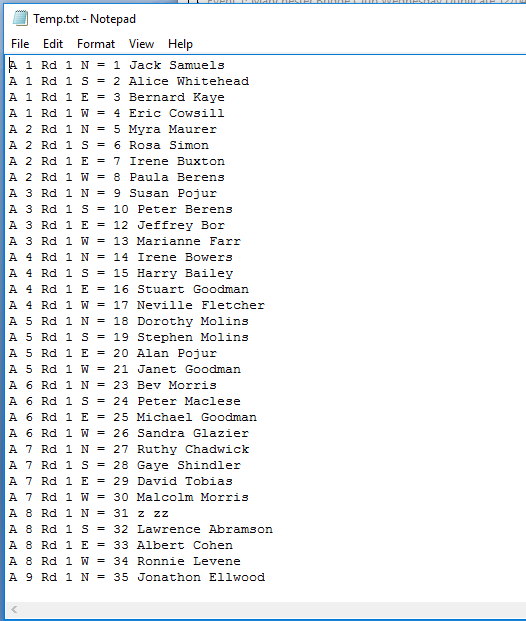 Temp.txt - Notepad
File Edit Format View Help
A 1 Rd 1 N = 1 Jack Samuels
A 1 Rd 1 S = 2 Alice Whitehead
A 1 Rd 1 E = 3 Bernard Kaye
A 1 Rd 1 W = 4 Eric Cowsill
A 2 Rd 1 N = 5 Myra Maurer
A 2 Rd 1 S = 6 Rosa Simon
A 2 Rd 1 E = 7 Irene Buxton
A 2 Rd 1 W = 8 Paula Berens
A 3 Rd 1 N = 9 Susan Pojur
A 3 Rd 1 S = 10 Peter Berens
A 3 Rd 1 E = 12 Jeffrey Bor
A 3 Rd 1 W = 13 Marianne Farr
A 4 Rd 1 N = 14 Irene Bowers
A 4 Rd 1 S = 15 Harry Bailey
A 4 Rd 1 E = 16 Stuart Goodman
A 4 Rd 1 W = 17 Neville Fletcher
A 5 Rd 1 N = 18 Dorothy Molins
A 5 Rd 1 S = 19 Stephen Molins
A 5 Rd 1 E = 20 Alan Pojur
A 5 Rd 1 W = 21 Janet Goodman
A 6 Rd 1 N = 23 Bev Morris
A 6 Rd 1 S = 24 Peter Maclese
A 6 Rd 1 E = 25 Michael Goodman
A 6 Rd 1 W = 26 Sandra Glazier
A 7 Rd 1 N = 27 Ruthy Chadwick
A 7 Rd 1 S = 28 Gaye Shindler
A 7 Rd 1 E = 29 David Tobias
A 7 Rd 1 W = 30 Malcolm Morris
A 8 Rd 1 N = 31 z zz
A 8 Rd 1 S = 32 Lawrence Abramson
A 8 Rd 1 E = 33 Albert Cohen
A 8 Rd 1 W = 34 Ronnie Levene
A 9 Rd 1 N = 35 Jonathon Ellwood